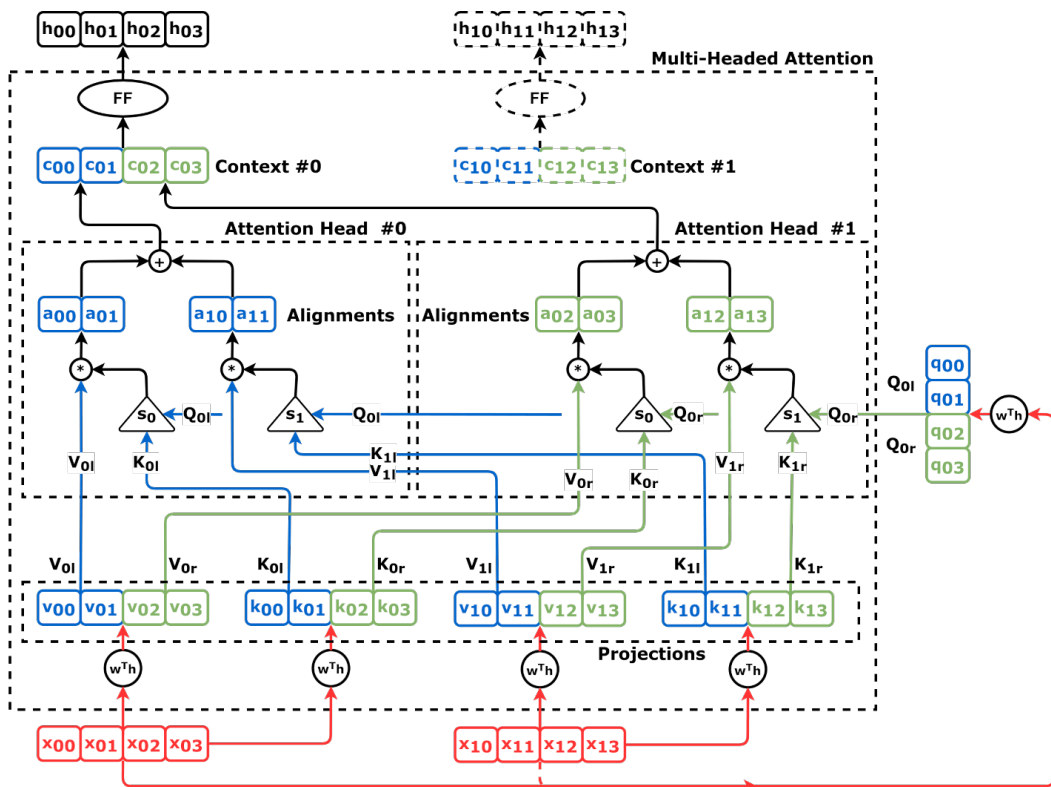 h00 h01 h02 h03 h10 h11 h12 h13
Multi-Headed Attention
FF FF
c00 c01 c02 c03 Context #0 c10 c11 c12 c13 Context #1
Attention Head #0 Attention Head #1
+ +
a00 a01 a10 a11 Alignments Alignments a02 a03 a12 a13
* * * *
q00
Q0l q01
s0 Q0l s1 Q0l s0 Q0r s1 Q0r wTh
q02
Q0r q03
V0l K0l K1l V1l V0r K0r V1r K1r
V0l V0r K0l K0r V1l V1r K1l K1r
v00 v01 v02 v03 k00 k01 k02 k03 v10 v11 v12 v13 k10 k11 k12 k13
Projections
wTh wTh wTh wTh
x00 x01 x02 x03 x10 x11 x12 x13